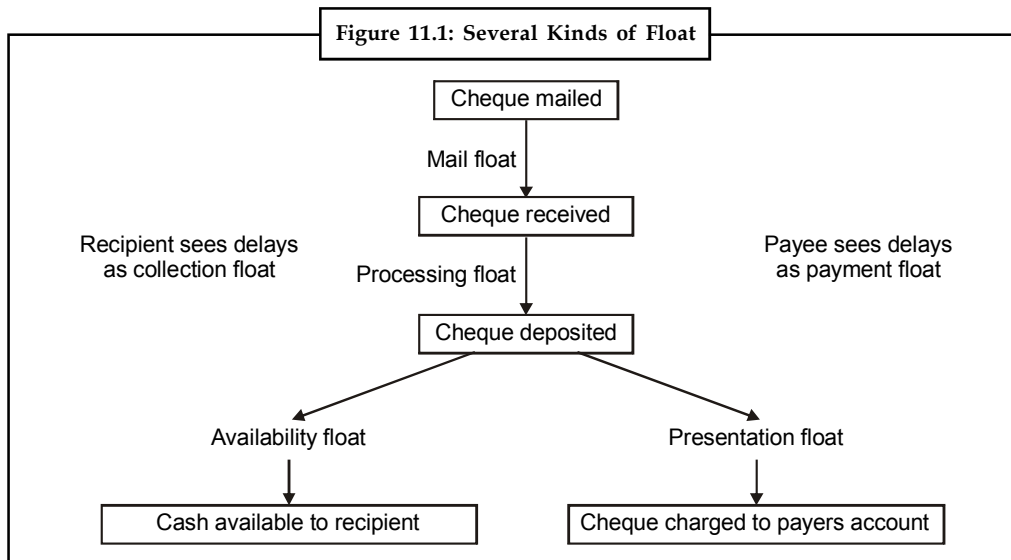 Figure 11.1: Several Kinds of Float
Cheque mailed
Mail float
Cheque received
Recipient sees delays
as collection float
Payee sees delays
as payment float
Processing float
Cheque deposited
Availability float
Presentation float
Cash available to recipient
Cheque charged to payers account